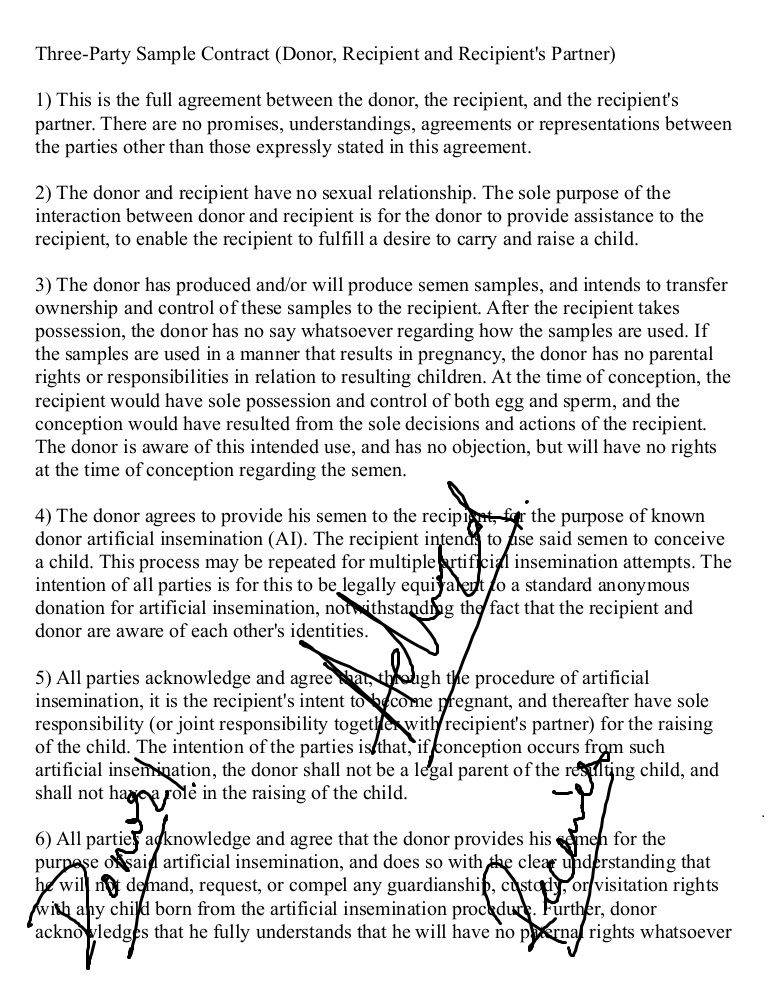 Three-Party Sample Contract (Donor, Recipient and Recipient's Partner)
1) This is the full agreement between the donor, the recipient, and the recipient's
partner. There are no promises, understandings, agreements or representations between
the parties other than those expressly stated in this agreement.
2) The donor and recipient have no sexual relationship. The sole purpose of the
interaction between donor and recipient is for the donor to provide assistance to the
recipient, to enable the recipient to fulfill a desire to carry and raise a child.
3) The donor has produced and/or will produce semen samples, and intends to transfer
ownership and control of these samples to the recipient. After the recipient takes
possession, the donor has no say whatsoever regarding how the samples are used. If
the samples are used in a manner that results in pregnancy, the donor has no parental
rights or responsibilities in relation to resulting children. At the time of conception, the
recipient would have sole possession and control of both egg and sperm, and the
conception would have resulted from the sole decisions and actions of the recipient.
The donor is aware of this intended use, and has no objection, but will have no rights
at the time of conception regarding the semen.
4) The donor agrees to provide his semen to the recipient, for the purpose of known
donor artificial insemination (AI). The recipient intends to use said semen to conceive
a child. This process may be repeated for multiple artificial insemination attempts. The
intention of all parties is for this to be legally equivalent to a standard anonymous
donation for artificial insemination, notwithstanding the fact that the recipient and
donor are aware of each other's identities.
5) All parties acknowledge and agree that, through the procedure of artificial
insemination, it is the recipient's intent to become pregnant, and thereafter have sole
responsibility (or joint responsibility together with recipient's partner) for the raising
of the child. The intention of the parties is that, if conception occurs from such
artificial insemination, the donor shall not be a legal parent of the resulting child, and
shall not have a role in the raising of the child.
6) All parties acknowledge and agree that the donor provides his semen for the
purpose of said artificial insemination, and does so with the clear understanding that
he will not demand, request, or compel any guardianship, custody, or visitation rights
with any child born from the artificial insemination procedure. Further, donor
acknowledges that he fully understands that he will have no paternal rights whatsoever